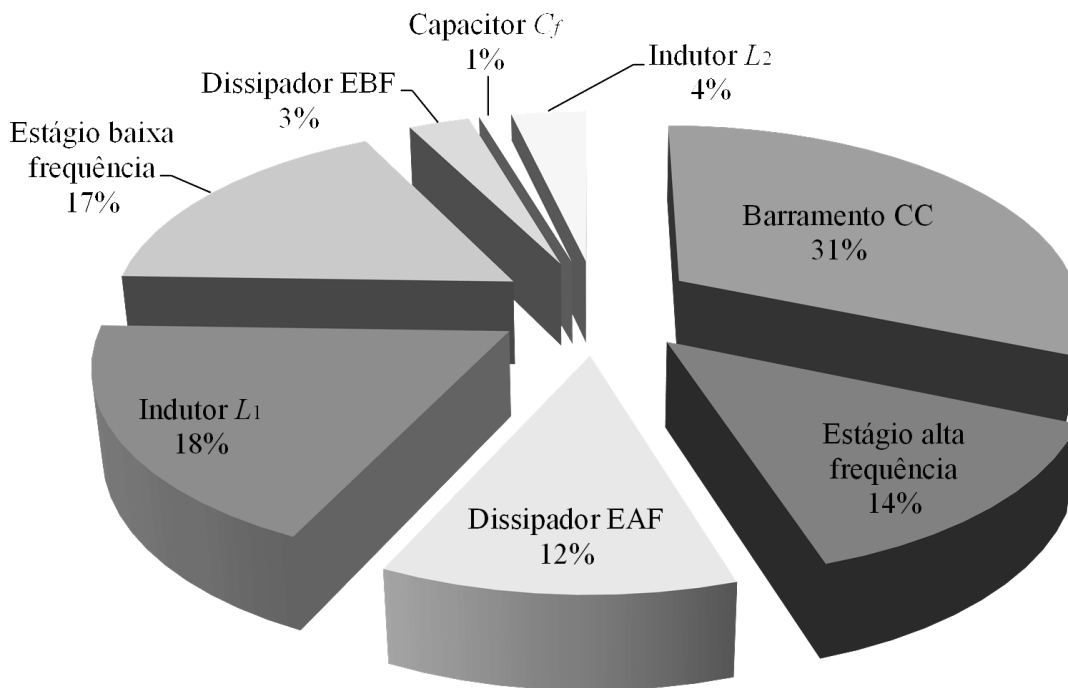 Capacitor Cf
1%
Indutor L2
4%
Dissipador EBF
3%
Estágio baixa
frequência
17%
Barramento CC
31%
Indutor L1
18%
Estágio alta
frequência
14%
Dissipador EAF
12%